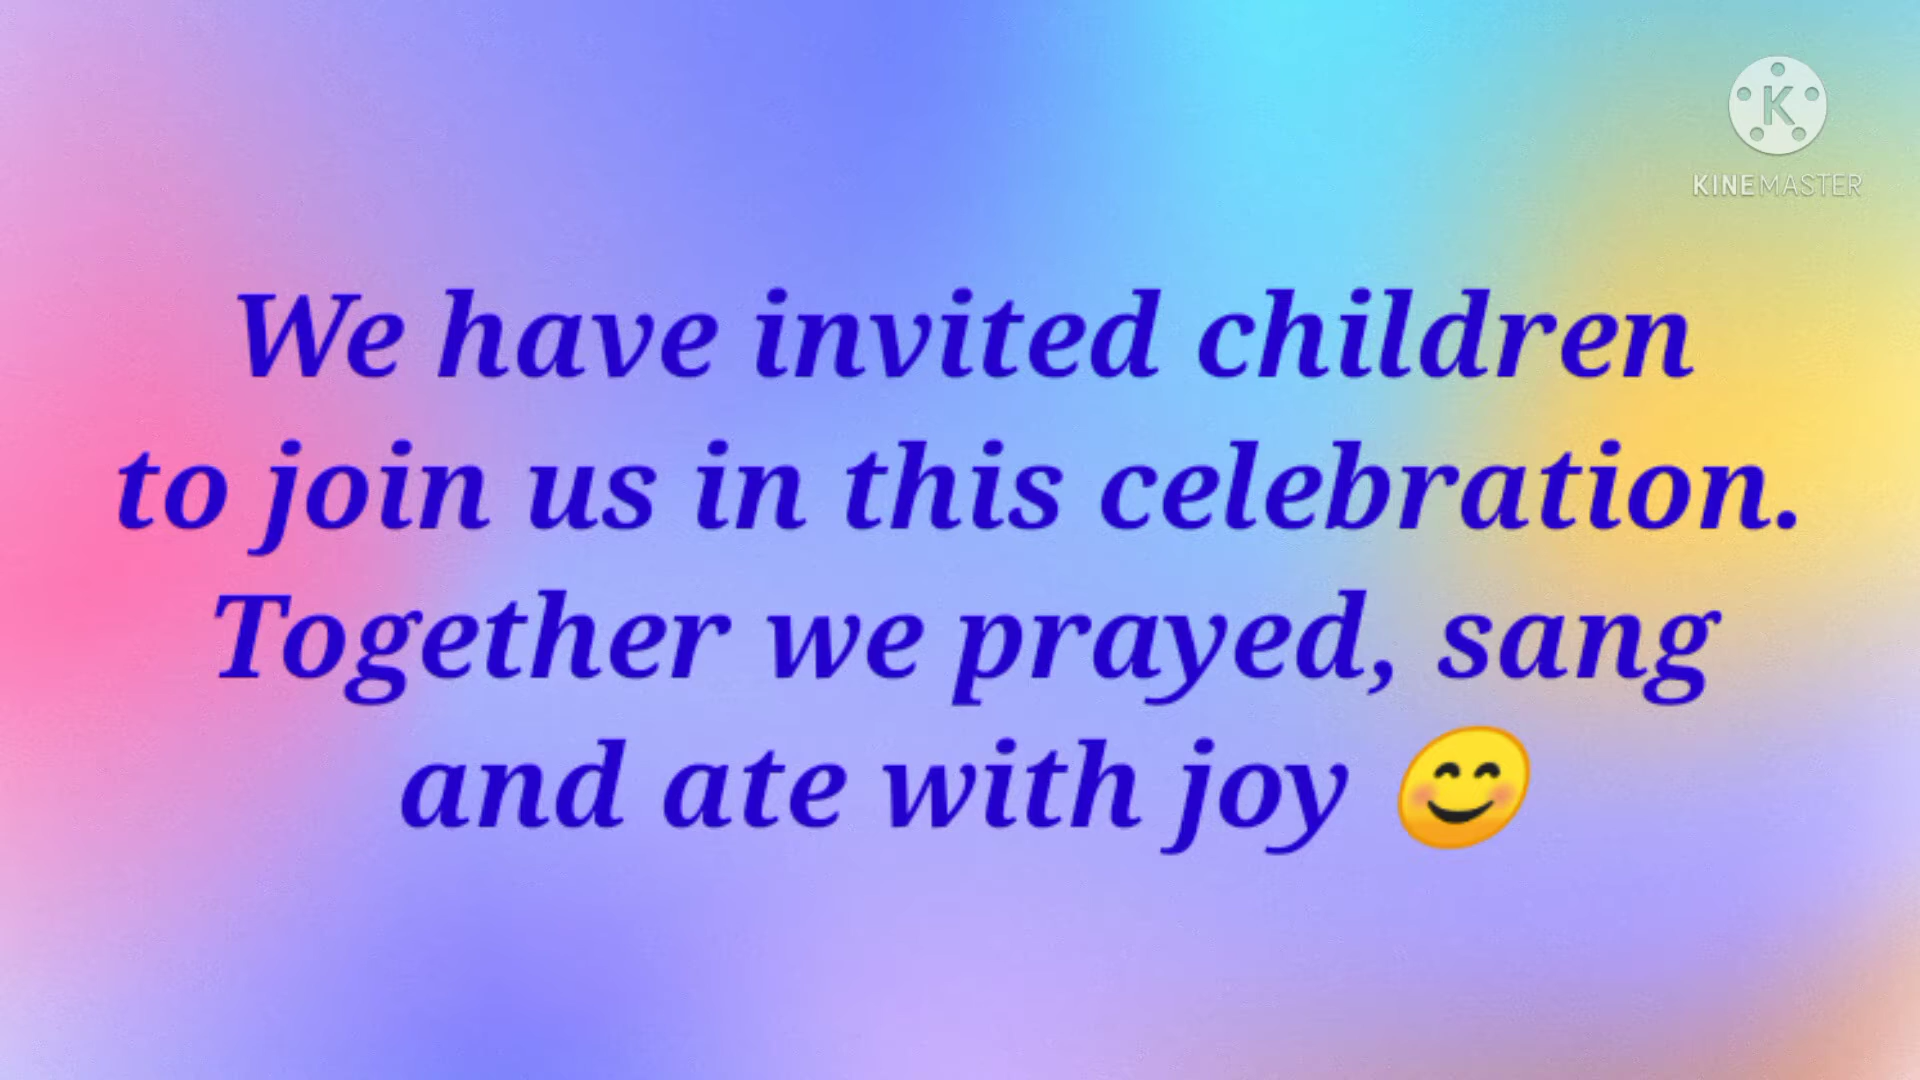 K
KINEMASTER
We have invited children
to join us in this celebration.
Together we prayed, sang
and ate with joy 😊